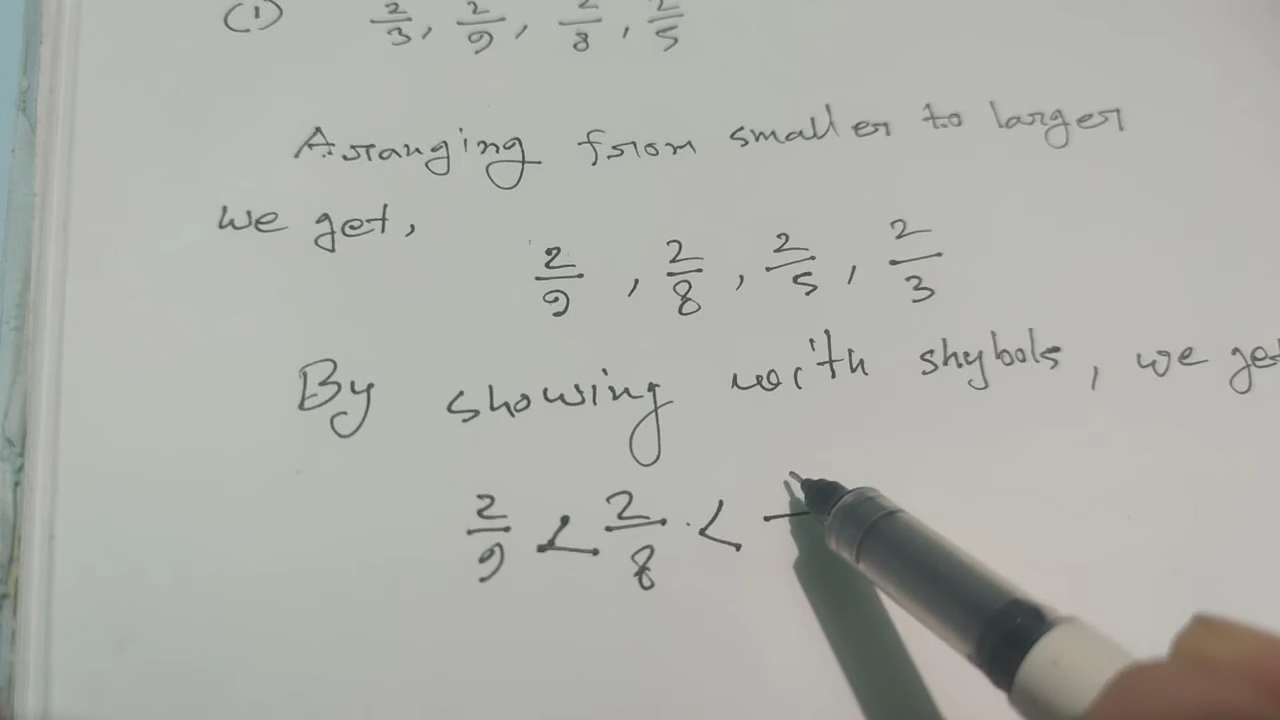 (1) 2/3, 2/9, 2/8, 2/5
Arranging from smaller to larger
we get,
2/9, 2/8, 2/5, 2/3
By showing with shybols, we get
2/9 < 2/8 <